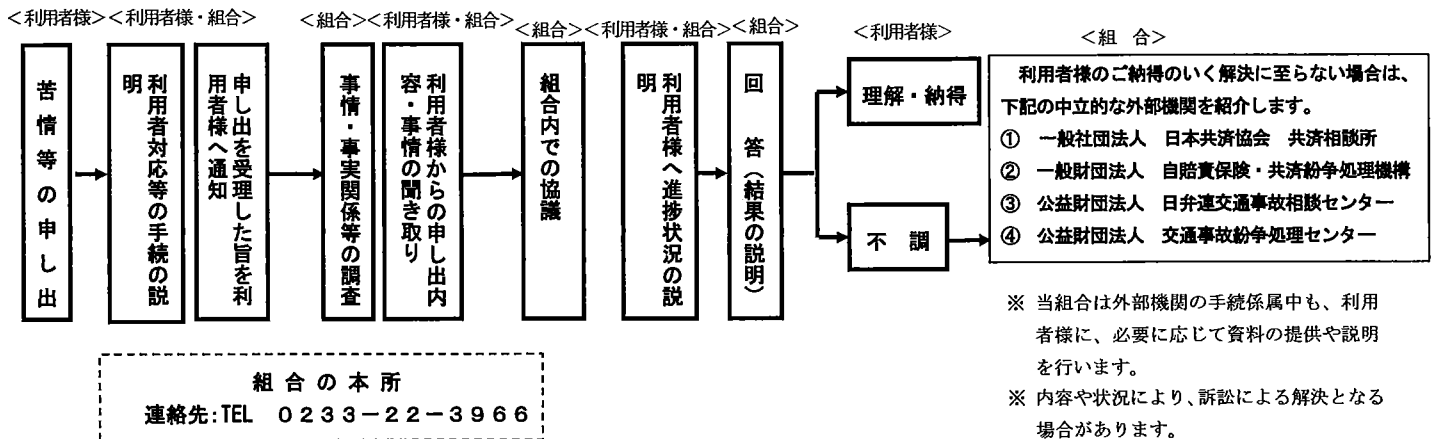 ＜利用者様＞＜利用者様・組合＞
＜組合＞＜利用者様・組合＞
＜組合＞＜利用者様・組合＞＜組合＞
＜利用者様＞
＜組　合＞
苦情等の申し出
利用者対応等の手続の説
明
申し出を受理した旨を利
用者様へ通知
事情・事実関係等の調査
利用者様からの申し出内
容・事情の聞き取り
組合内での協議
利用者様へ進捗状況の説
明
回　答（結果の説明）
理解・納得
不　調
利用者様のご納得のいく解決に至らない場合は、
下記の中立的な外部機関を紹介します。
①　一般社団法人　日本共済協会　共済相談所
②　一般財団法人　自賠責保険・共済紛争処理機構
③　公益財団法人　日弁連交通事故相談センター
④　公益財団法人　交通事故紛争処理センター
※ 当組合は外部機関の手続係属中も、利用
者様に、必要に応じて資料の提供や説明
を行います。
※ 内容や状況により、訴訟による解決となる
場合があります。
組合の本所
連絡先：TEL　０２３３－２２－３９６６